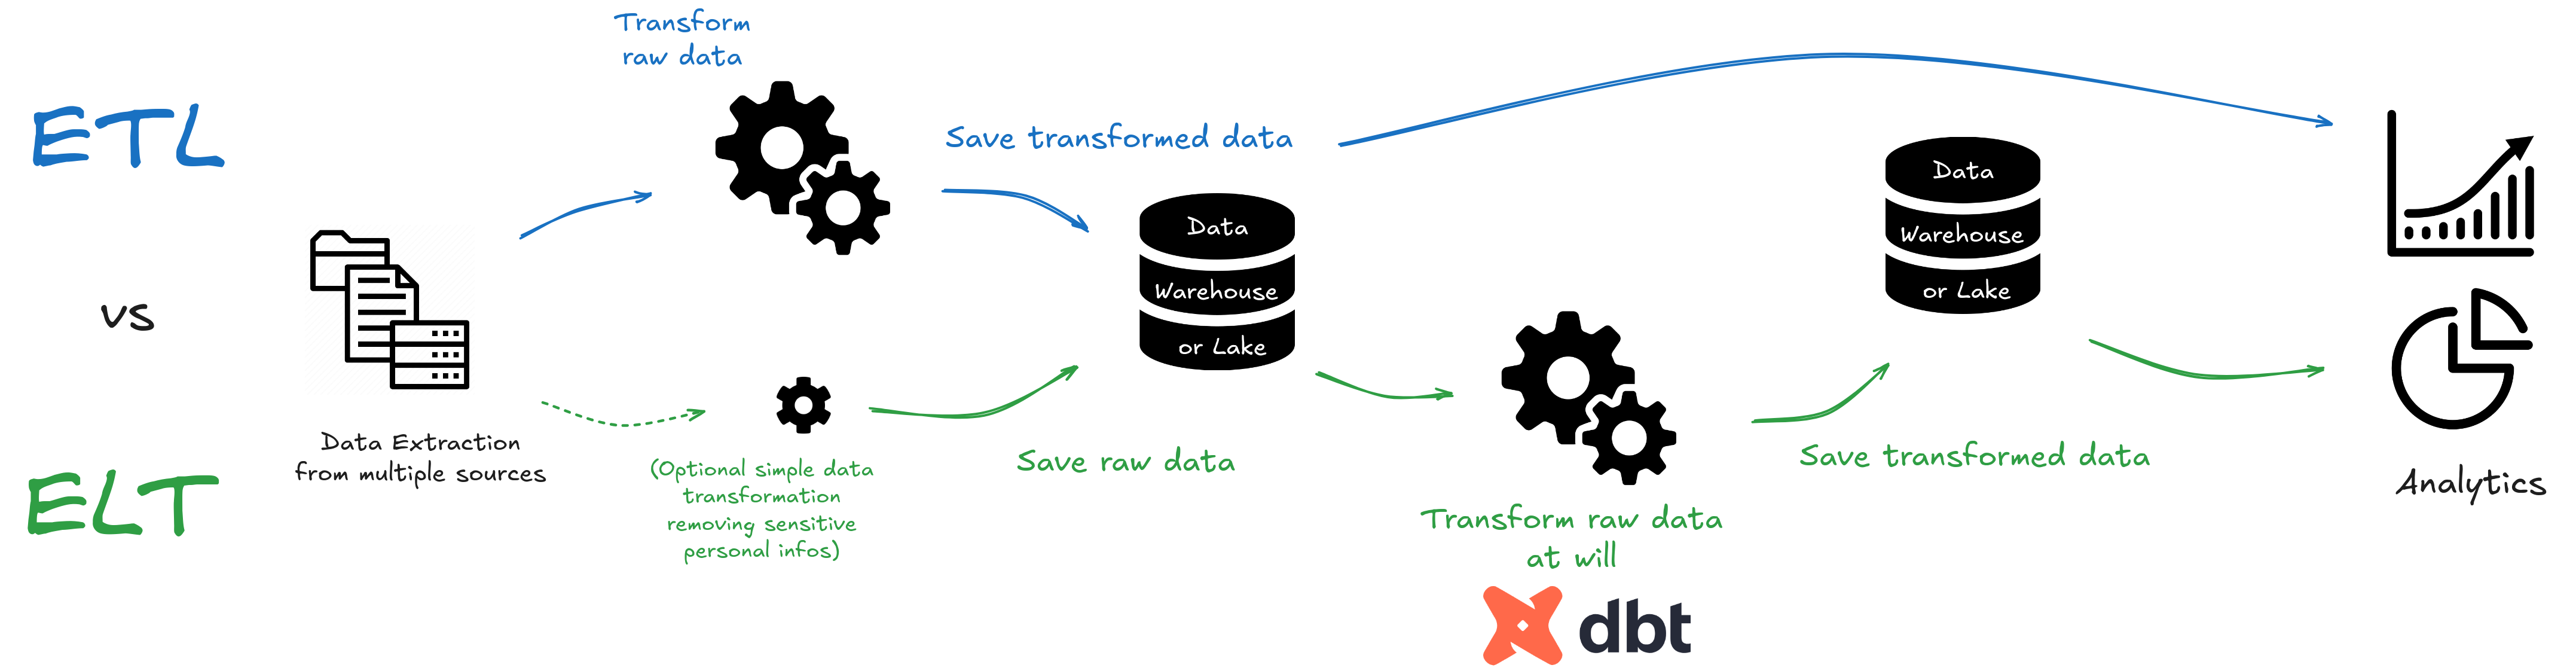 ETL
vs
ELT
Data Extraction
from multiple sources
Transform
raw data
(Optional simple data
transformation
removing sensitive
personal infos)
Save transformed data
Save raw data
Data
Warehouse
or Lake
Transform raw data
at will
dbt
Data
Warehouse
or Lake
Save transformed data
Analytics